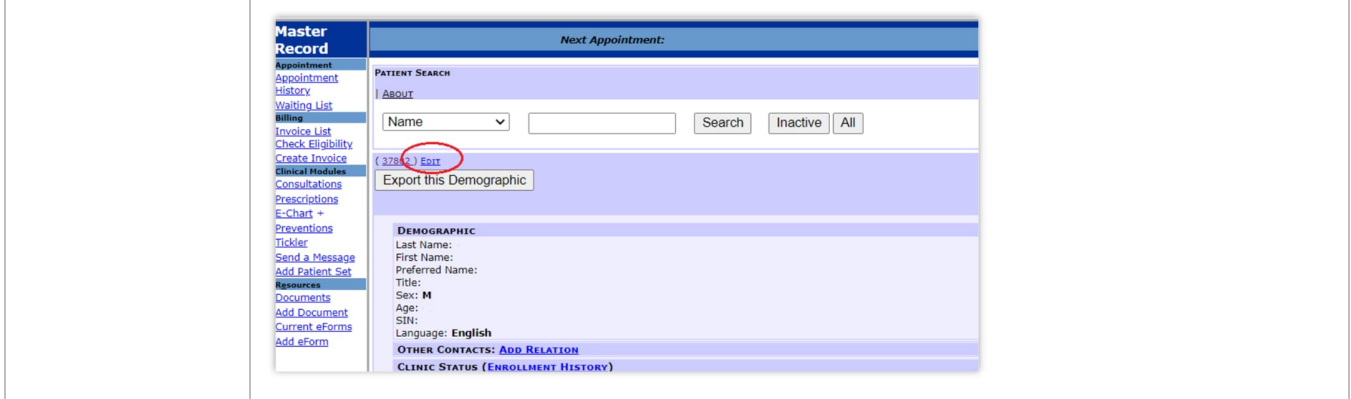 Master
Record
Appointment
Appointment
History
Waiting List
Billing
Invoice List
Check Eligibility
Create Invoice
Clinical Modules
Consultations
Prescriptions
E-Chart +
Preventions
Tickler
Send a Message
Add Patient Set
Resources
Documents
Add Document
Current eForms
Add eForm
Next Appointment:
PATIENT SEARCH
| ABOUT
Name Search Inactive All
( ) EDIT
Export this Demographic
DEMOGRAPHIC
Last Name:
First Name:
Preferred Name:
Title:
Sex: M
Age:
SIN:
Language: English
OTHER CONTACTS: ADD RELATION
CLINIC STATUS (ENROLLMENT HISTORY)